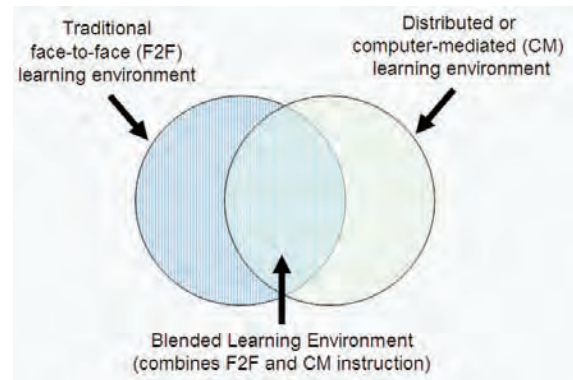 Traditional
face-to-face (F2F)
learning environment
Distributed or
computer-mediated (CM)
learning environment
Blended Learning Environment
(combines F2F and CM instruction)